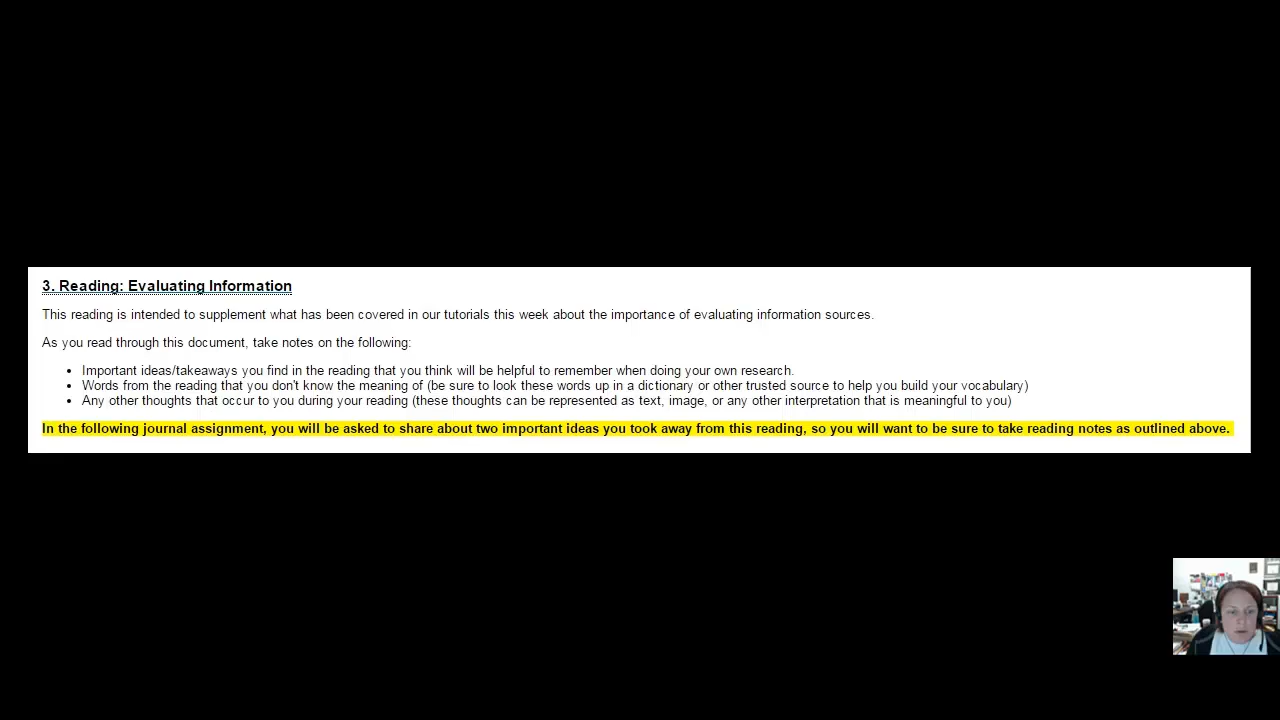 3. Reading: Evaluating Information
This reading is intended to supplement what has been covered in our tutorials this week about the importance of evaluating information sources.
As you read through this document, take notes on the following:
• Important ideas/takeaways you find in the reading that you think will be helpful to remember when doing your own research.
• Words from the reading that you don't know the meaning of (be sure to look these words up in a dictionary or other trusted source to help you build your vocabulary)
• Any other thoughts that occur to you during your reading (these thoughts can be represented as text, image, or any other interpretation that is meaningful to you)
In the following journal assignment, you will be asked to share about two important ideas you took away from this reading, so you will want to be sure to take reading notes as outlined above.